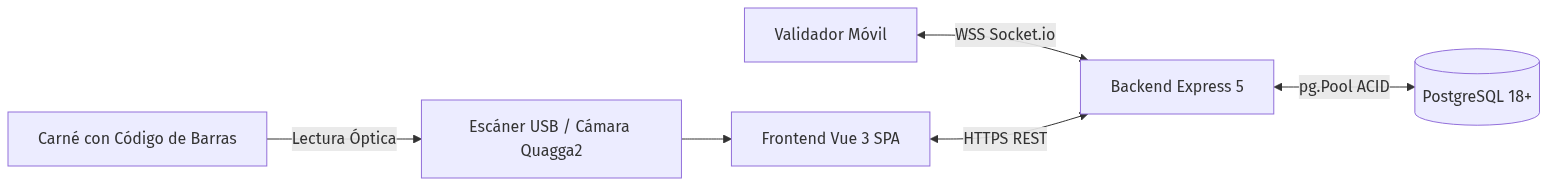 Validador Móvil
WSS Socket.io
Backend Express 5
pg.Pool ACID
PostgreSQL 18+
Carné con Código de Barras
Lectura Óptica
Escáner USB / Cámara
Quagga2
Frontend Vue 3 SPA
HTTPS REST